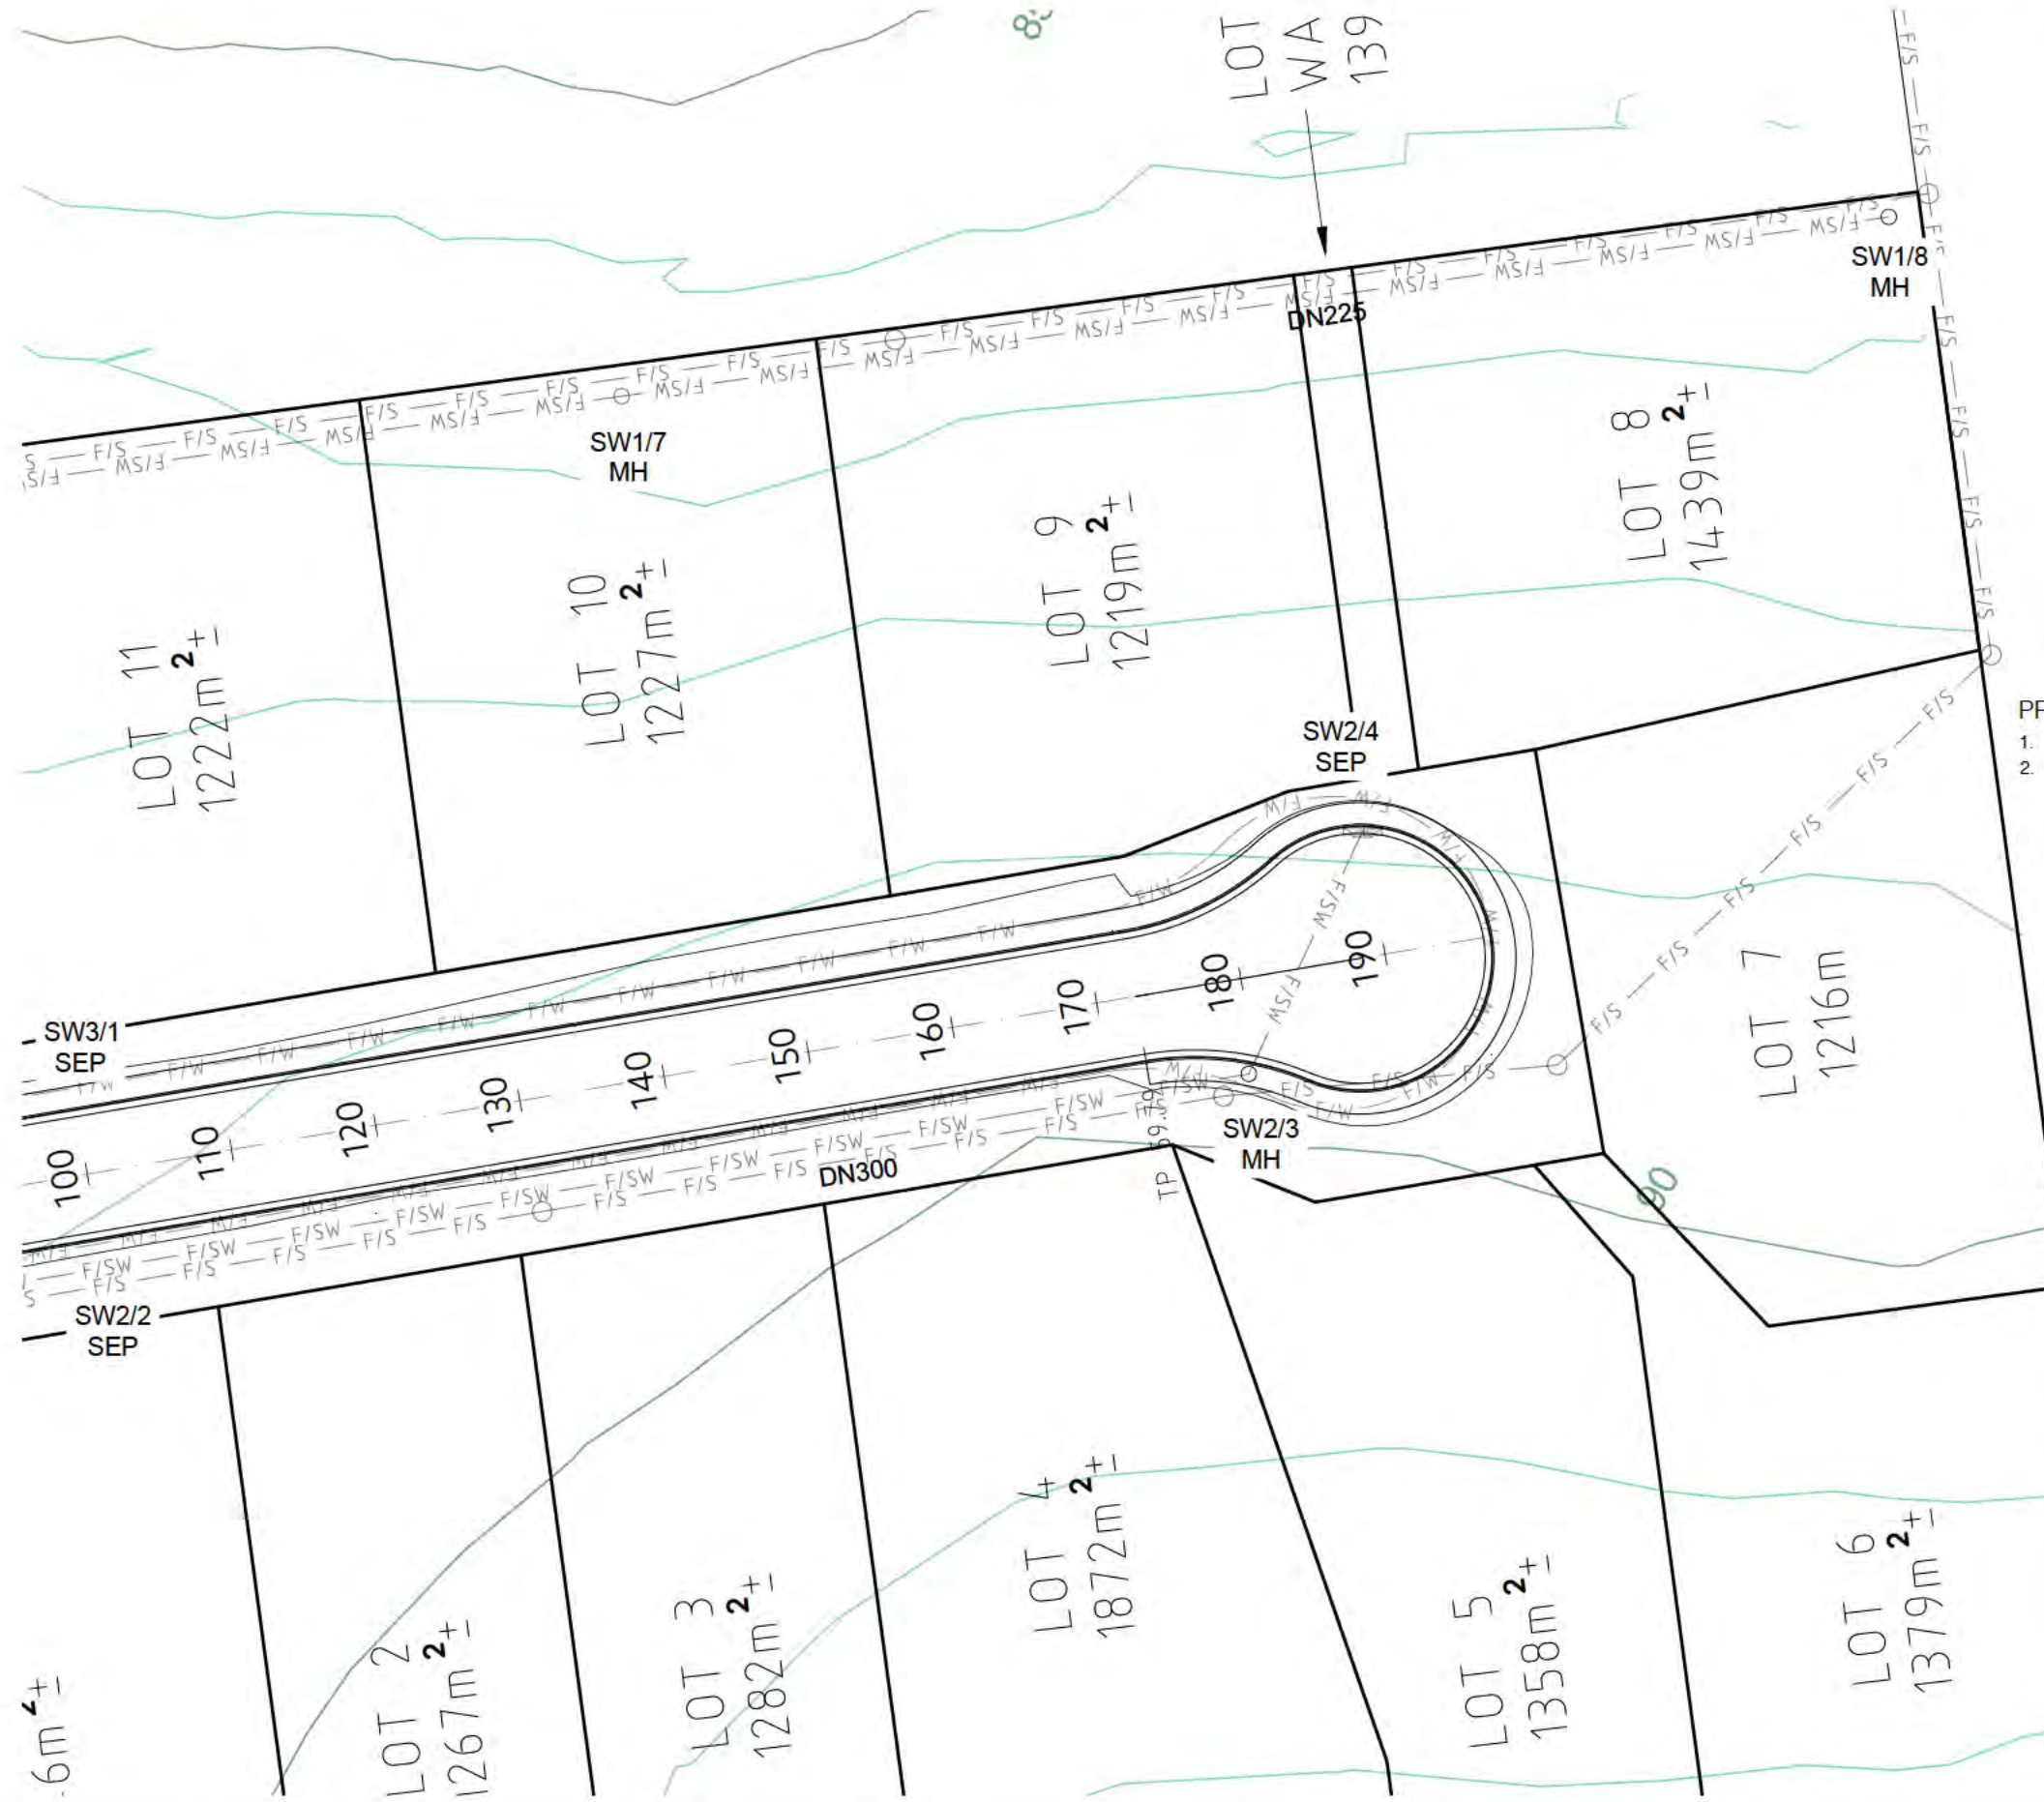 LOT
WA
139
SW1/8
MH
DN225
SW1/7
MH
LOT 8
1439m²±
LOT 9
1219m²±
LOT 10
1227m²±
LOT 11
1222m²±
SW2/4
SEP
1.
2.
LOT 7
1216m
SW3/1
SEP
100
110
120
130
140
150
160
170
180
190
F/S
F/SW
F/W
SW2/3
MH
DN300
90
SW2/2
SEP
LOT 2
1267m²±
LOT 3
1282m²±
LOT 4
1872m²±
LOT 5
1358m²±
LOT 6
1379m²±